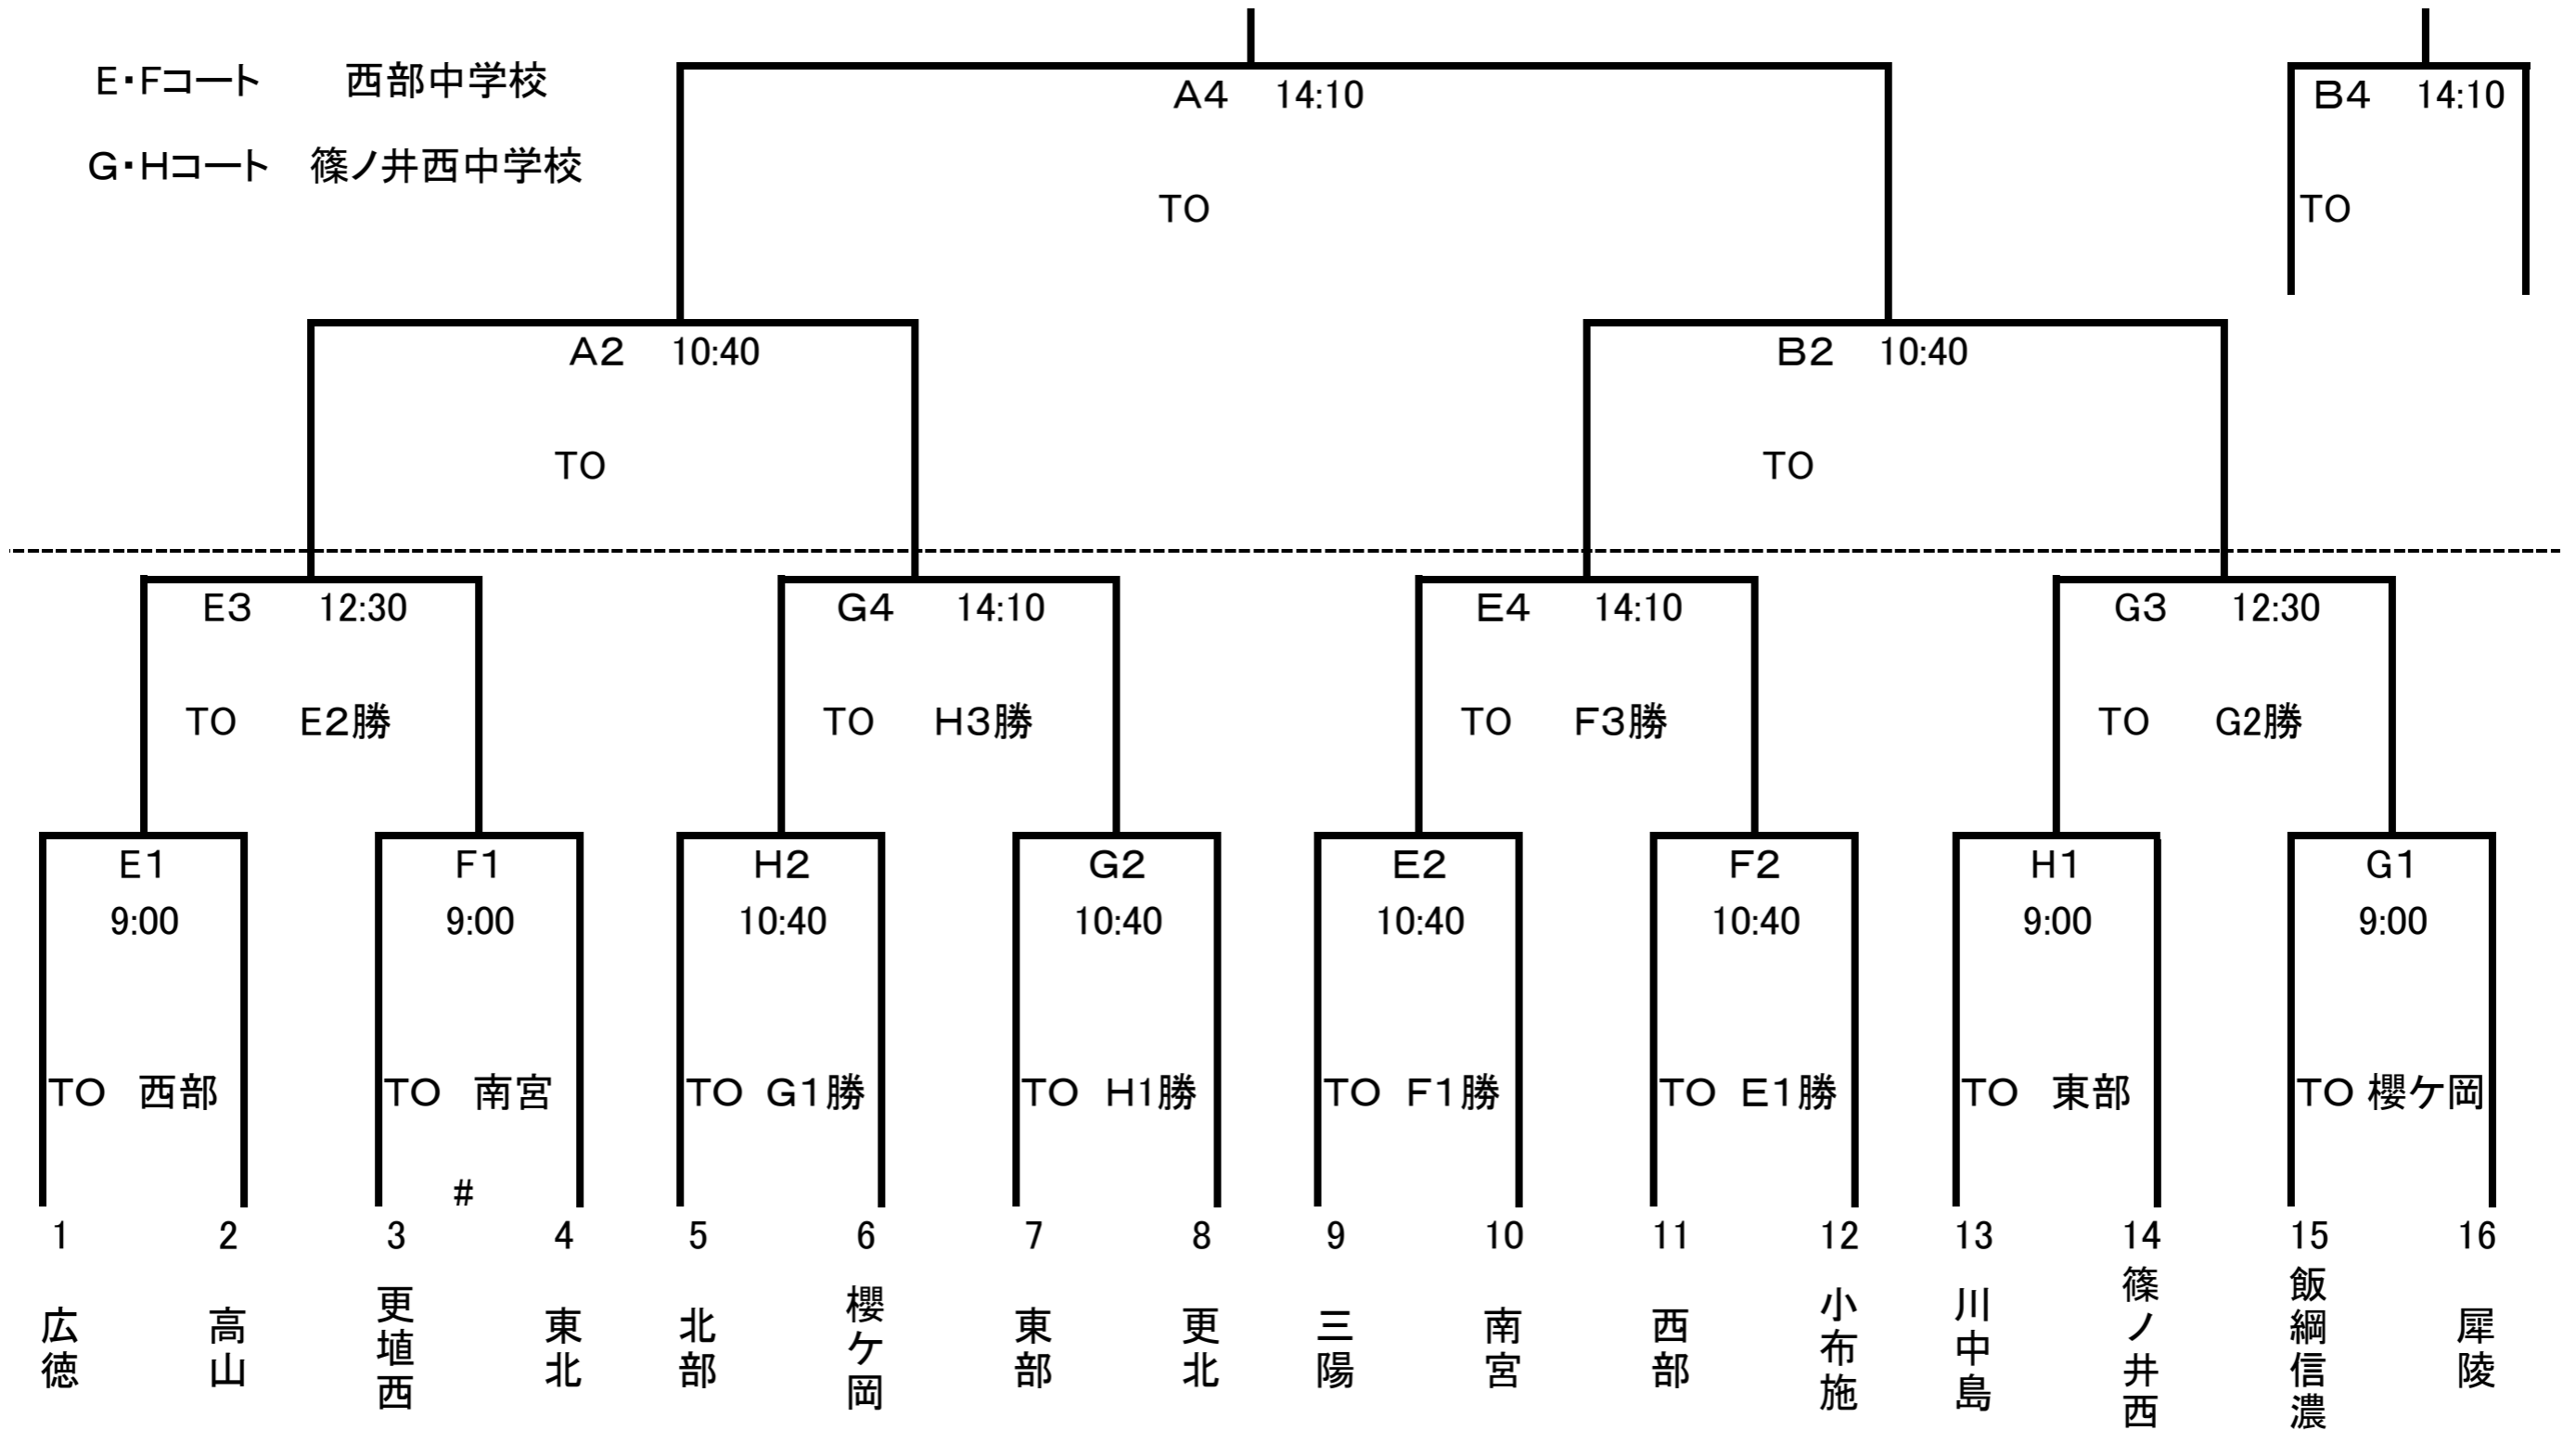 E・Fコート 西部中学校
G・Hコート 篠ノ井西中学校
A4 14:10
TO
B4 14:10
TO
A2 10:40
TO
B2 10:40
TO
E3 12:30
TO E2勝
G4 14:10
TO H3勝
E4 14:10
TO F3勝
G3 12:30
TO G2勝
E1
9:00
TO 西部
F1
9:00
TO 南宮
#
H2
10:40
TO G1勝
G2
10:40
TO H1勝
E2
10:40
TO F1勝
F2
10:40
TO E1勝
H1
9:00
TO 東部
G1
9:00
TO 櫻ケ岡
1 2 3 4 5 6 7 8 9 10 11 12 13 14 15 16
広徳
高山
更埴西
東北
北部
櫻ケ岡
東部
更北
三陽
南宮
西部
小布施
川中島
篠ノ井西
飯綱信濃
犀陵